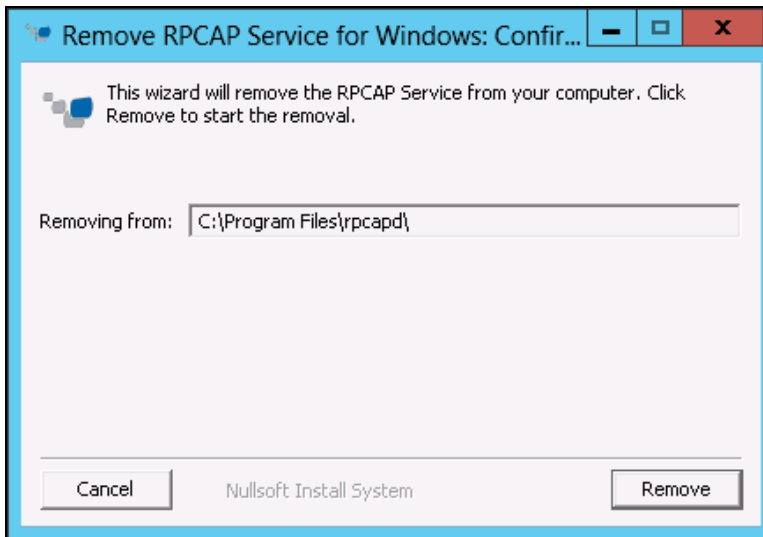 Remove RPCAP Service for Windows: Confir...
This wizard will remove the RPCAP Service from your computer. Click
Remove to start the removal.
Removing from: C:\Program Files\rpcapd\
Cancel Nullsoft Install System Remove